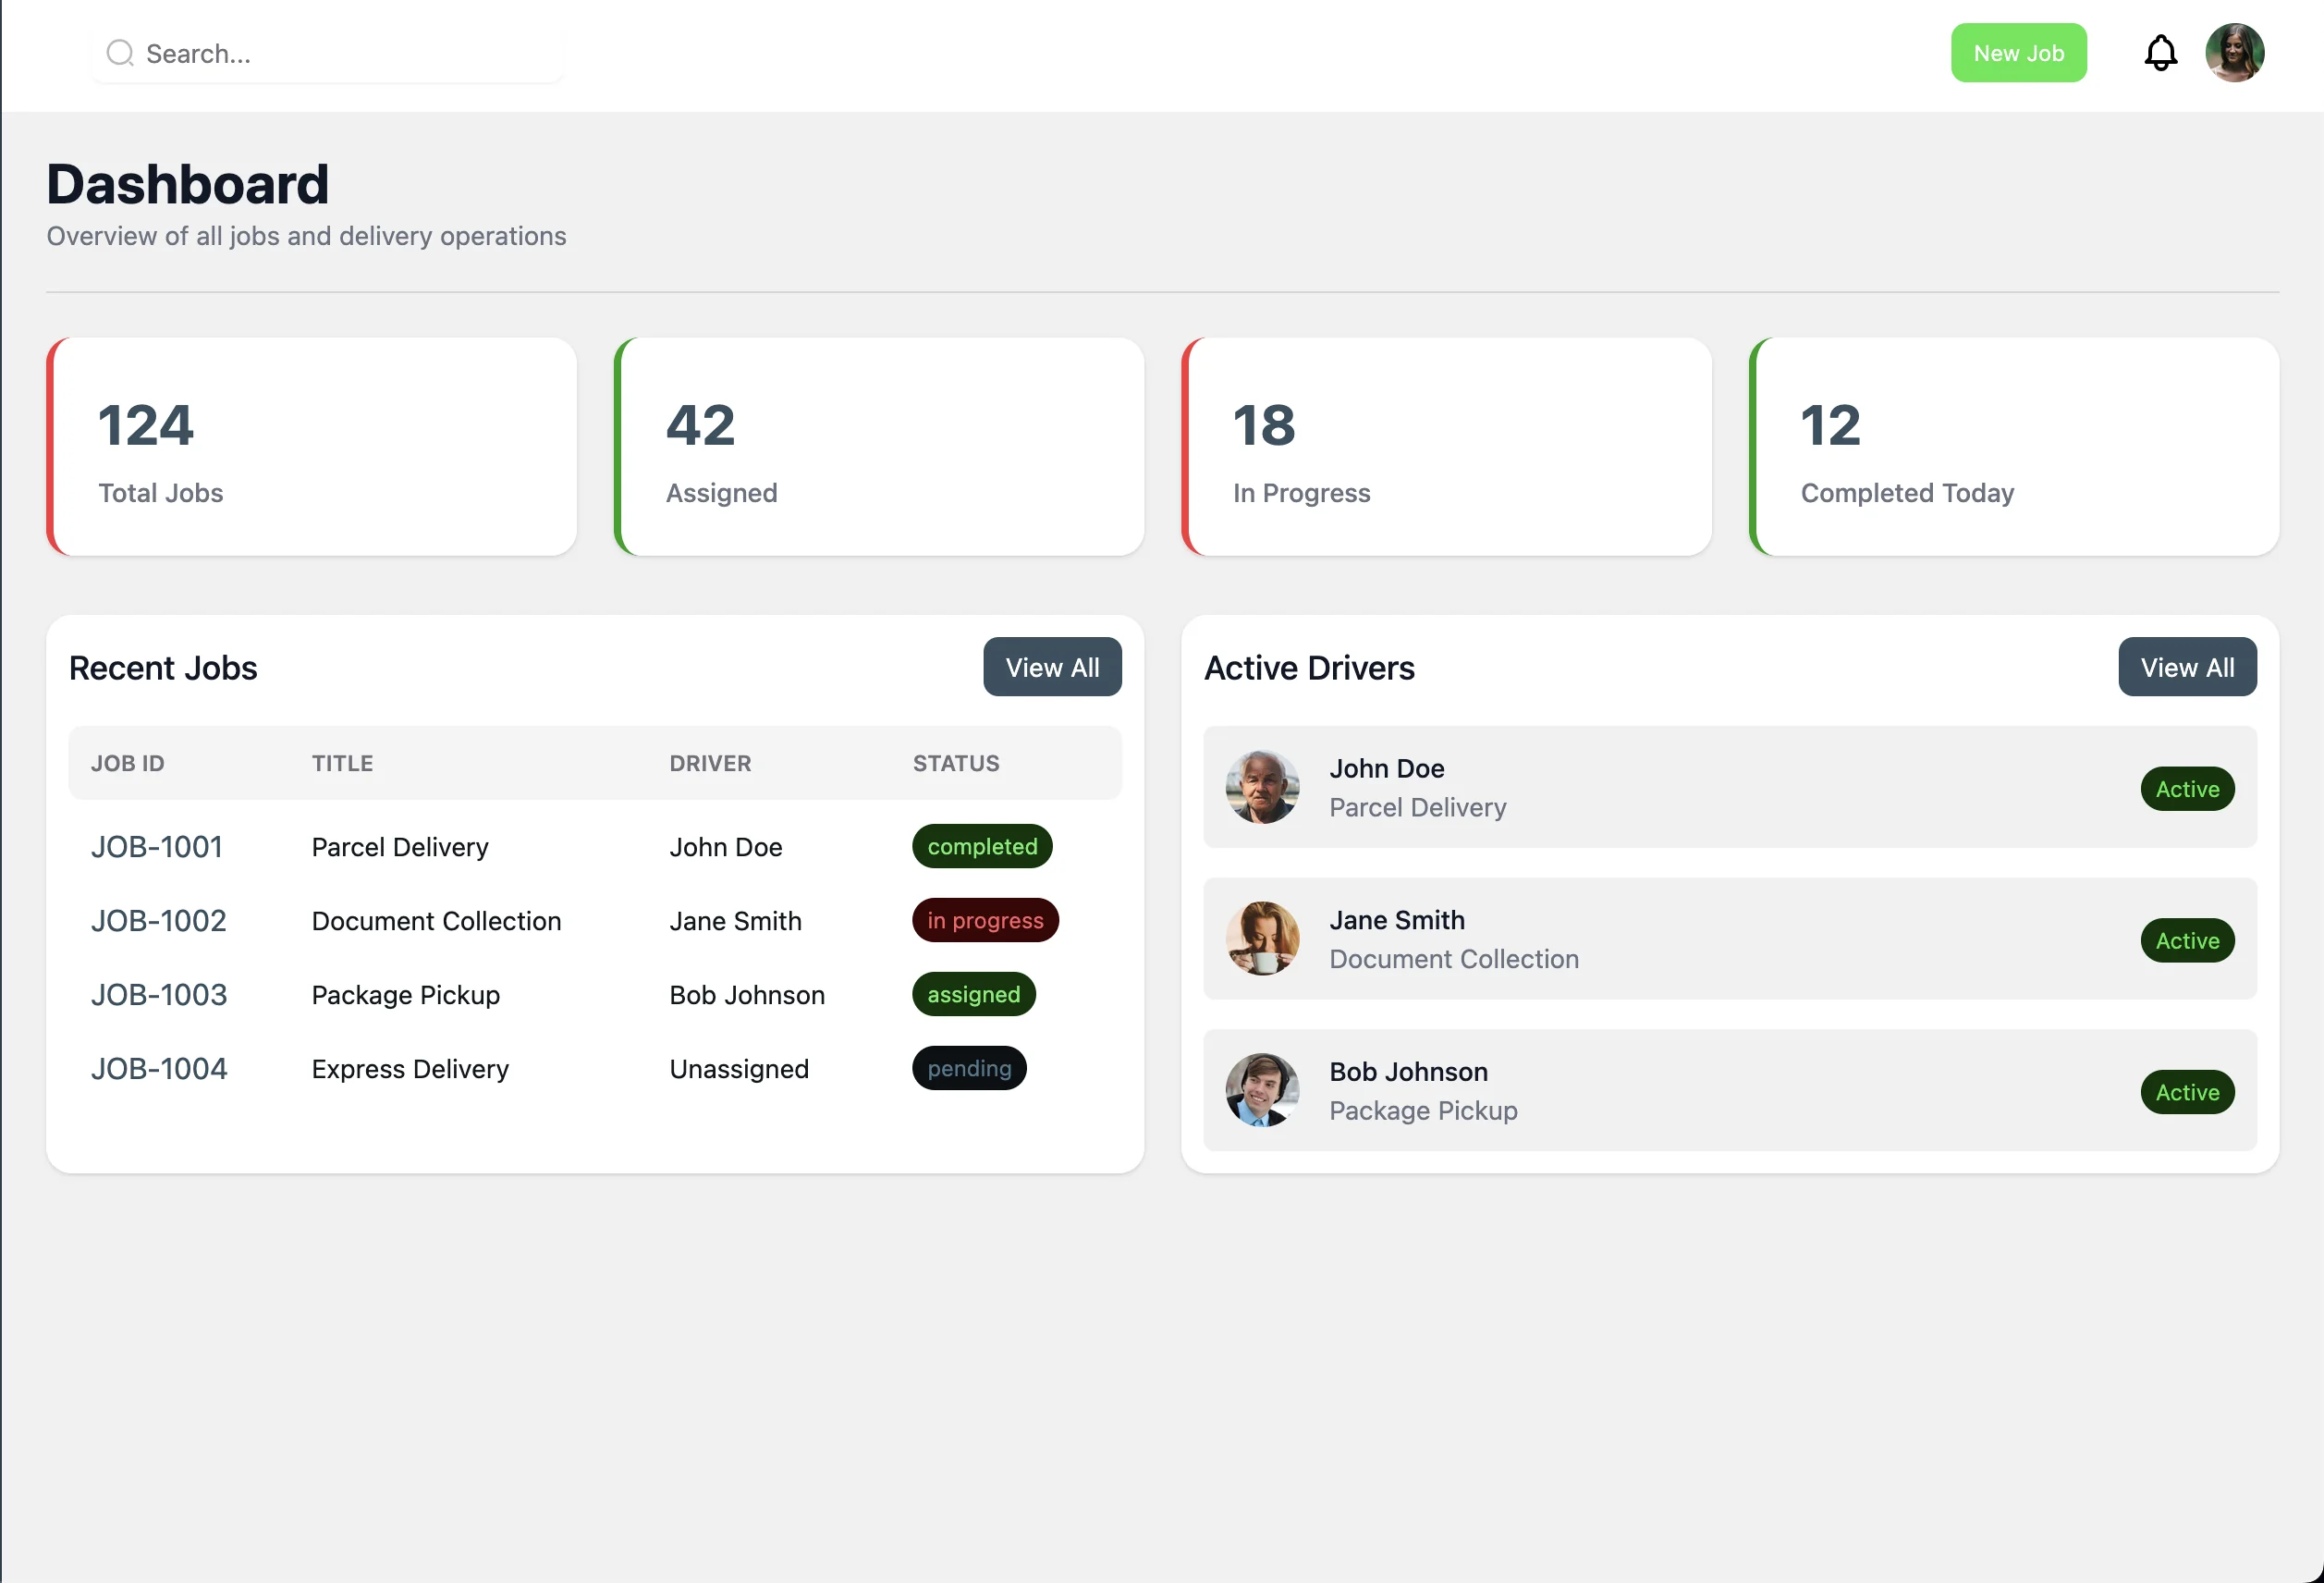 Search...
New Job
Dashboard
Overview of all jobs and delivery operations
124
Total Jobs
42
Assigned
18
In Progress
12
Completed Today
Recent Jobs
View All
JOB ID TITLE DRIVER STATUS
JOB-1001 Parcel Delivery John Doe completed
JOB-1002 Document Collection Jane Smith in progress
JOB-1003 Package Pickup Bob Johnson assigned
JOB-1004 Express Delivery Unassigned pending
Active Drivers
View All
John Doe
Parcel Delivery
Active
Jane Smith
Document Collection
Active
Bob Johnson
Package Pickup
Active